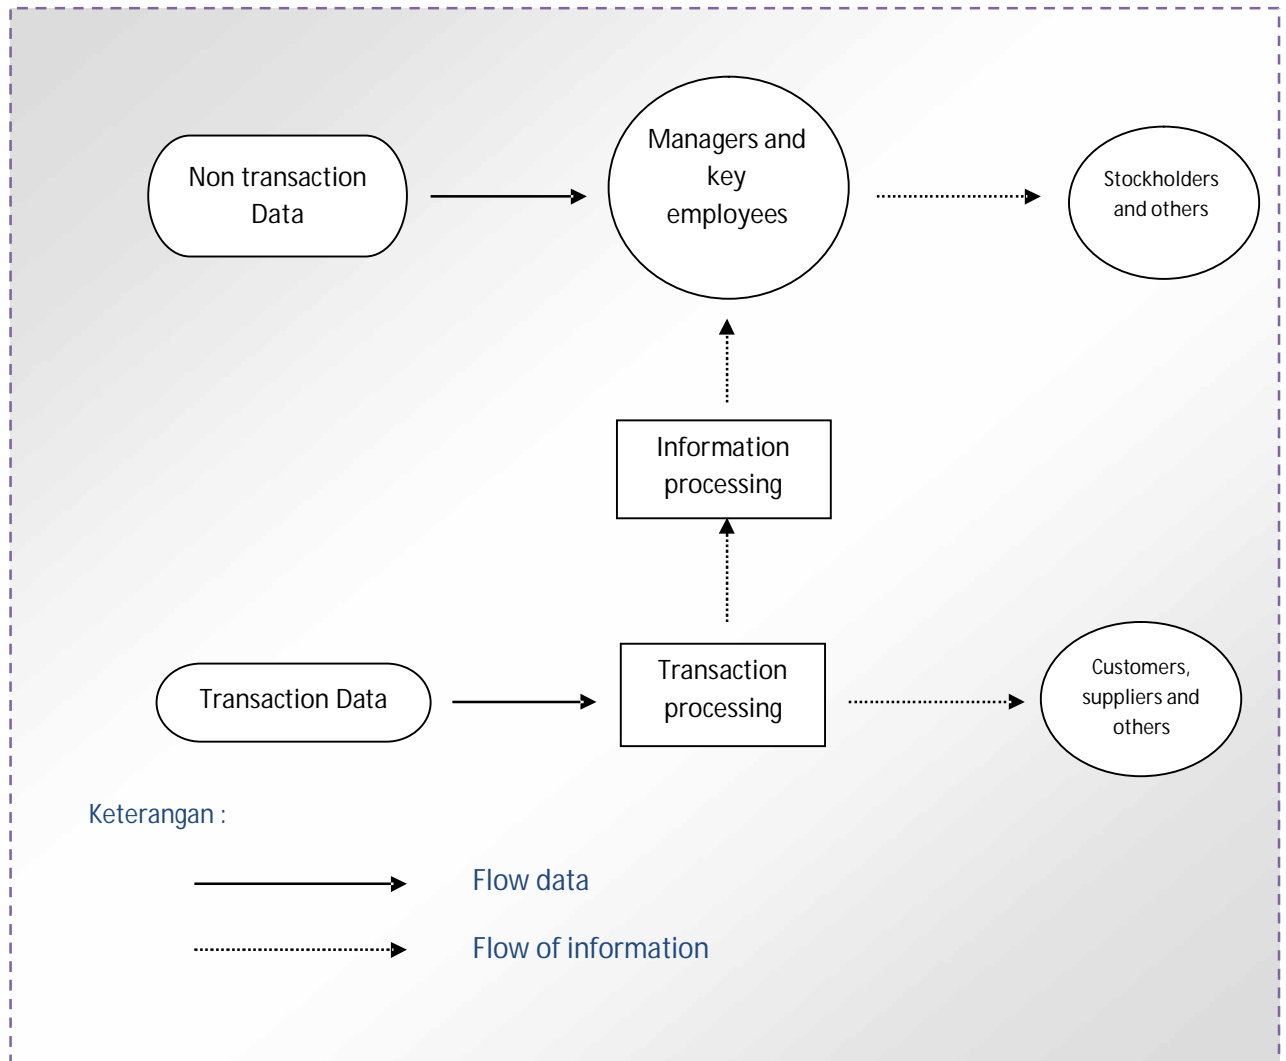 Non transaction
Data
Managers and
key
employees
Stockholders
and others
Information
processing
Transaction Data
Transaction
processing
Customers,
suppliers and
others
Keterangan :
Flow data
Flow of information